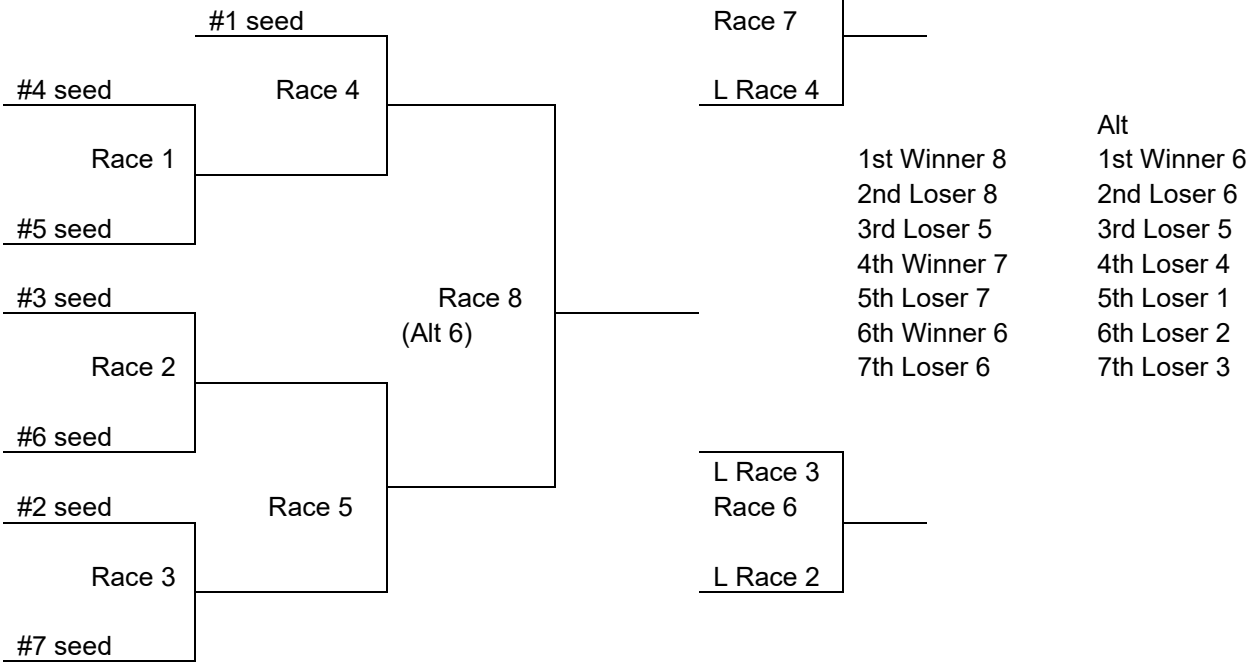 #1 seed
Race 7
#4 seed
Race 4
L Race 4
Alt
Race 1
1st Winner 8
1st Winner 6
2nd Loser 8
2nd Loser 6
#5 seed
3rd Loser 5
3rd Loser 5
4th Winner 7
4th Loser 4
#3 seed
Race 8
5th Loser 7
5th Loser 1
(Alt 6)
6th Winner 6
6th Loser 2
Race 2
7th Loser 6
7th Loser 3
#6 seed
L Race 3
#2 seed
Race 5
Race 6
Race 3
L Race 2
#7 seed